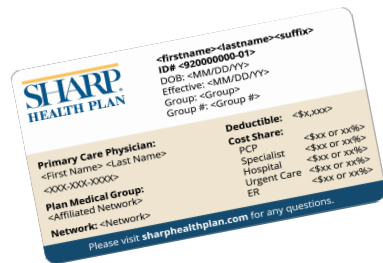 SHARP
HEALTH PLAN
<firstname><lastname><suffix>
ID# <920000000-01>
DOB: <MM/DD/YY>
Effective: <MM/DD/YY>
Group: <Group>
Group #: <Group #>
Primary Care Physician:
<First Name> <Last Name>
<XXX-XXX-XXXX>
Plan Medical Group:
<Affiliated Network>
Network: <Network>
Deductible: <$x,xxx>
Cost Share:
PCP <$xx or xx%>
Specialist <$xx or xx%>
Hospital <$xx or xx%>
Urgent Care <$xx or xx%>
ER <$xx or xx%>
Please visit sharphealthplan.com for any questions.